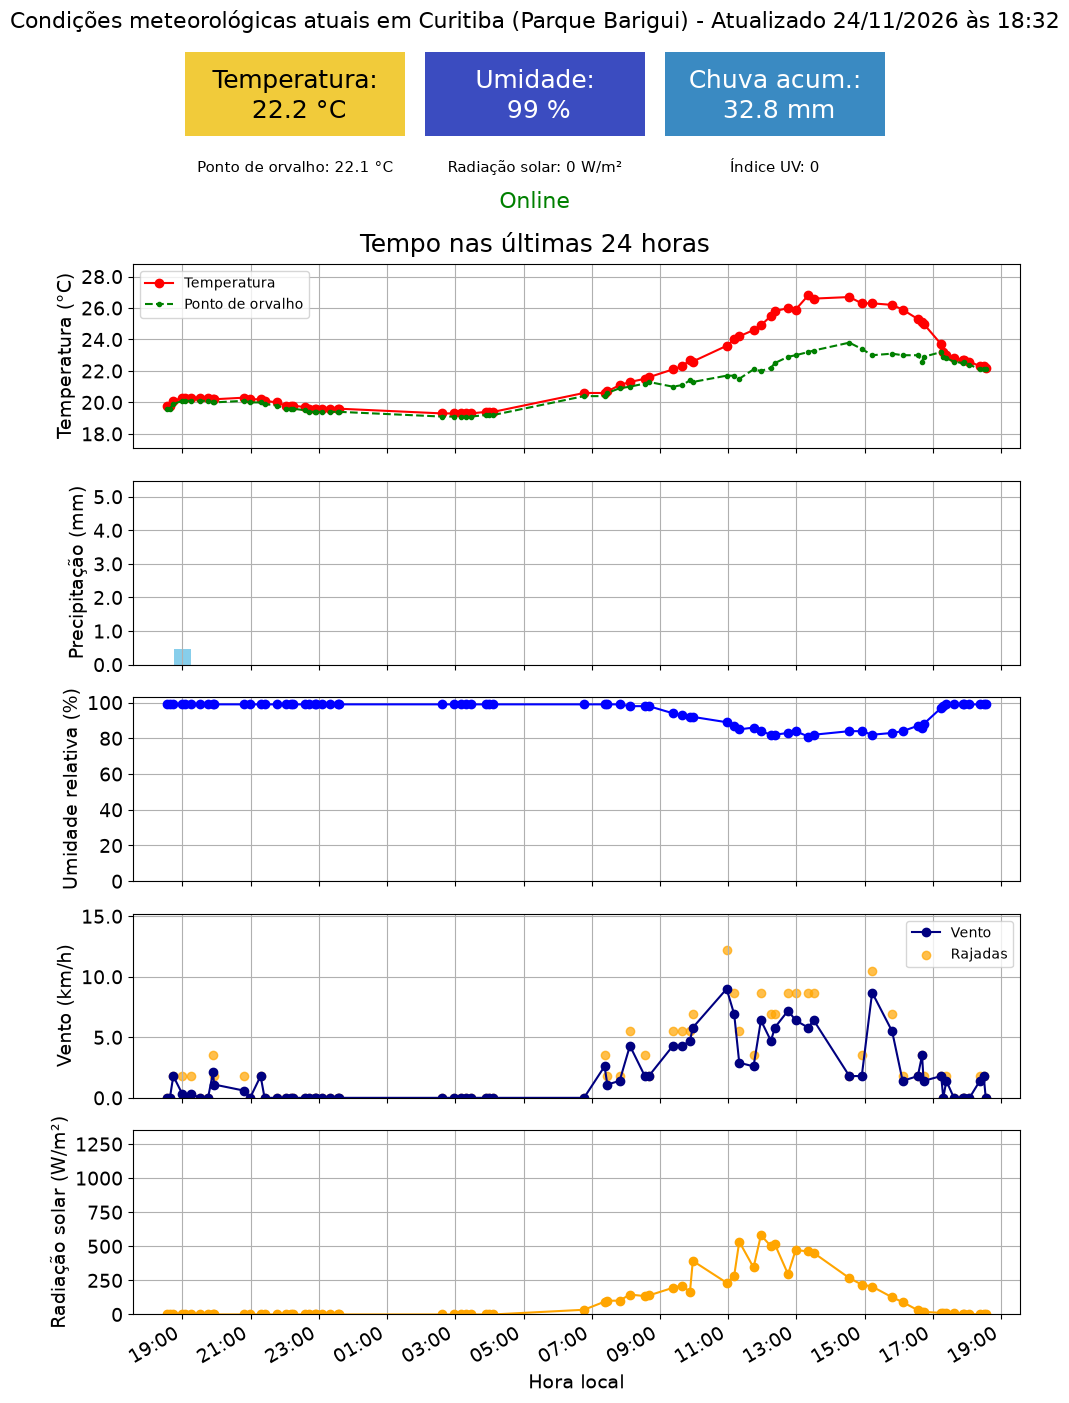 Condições meteorológicas atuais em Curitiba (Parque Barigui) - Atualizado 24/11/2026 às 18:32
Temperatura:
22.2 °C
Umidade:
99 %
Chuva acum.:
32.8 mm
Ponto de orvalho: 22.1 °C
Radiação solar: 0 W/m²
Índice UV: 0
Online
Tempo nas últimas 24 horas
Temperatura (°C)
28.0
26.0
24.0
22.0
20.0
18.0
Temperatura
Ponto de orvalho
Precipitação (mm)
5.0
4.0
3.0
2.0
1.0
0.0
Umidade relativa (%)
100
80
60
40
20
0
Vento (km/h)
15.0
10.0
5.0
0.0
Vento
Rajadas
Radiação solar (W/m²)
1250
1000
750
500
250
0
19:00
21:00
23:00
01:00
03:00
05:00
07:00
09:00
11:00
13:00
15:00
17:00
19:00
Hora local